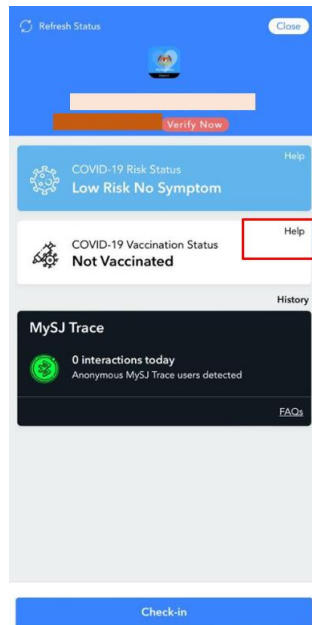 Refresh Status
Close
Verify Now
Help
COVID-19 Risk Status
Low Risk No Symptom
Help
COVID-19 Vaccination Status
Not Vaccinated
History
MySJ Trace
0 interactions today
Anonymous MySJ Trace users detected
FAQs
Check-in